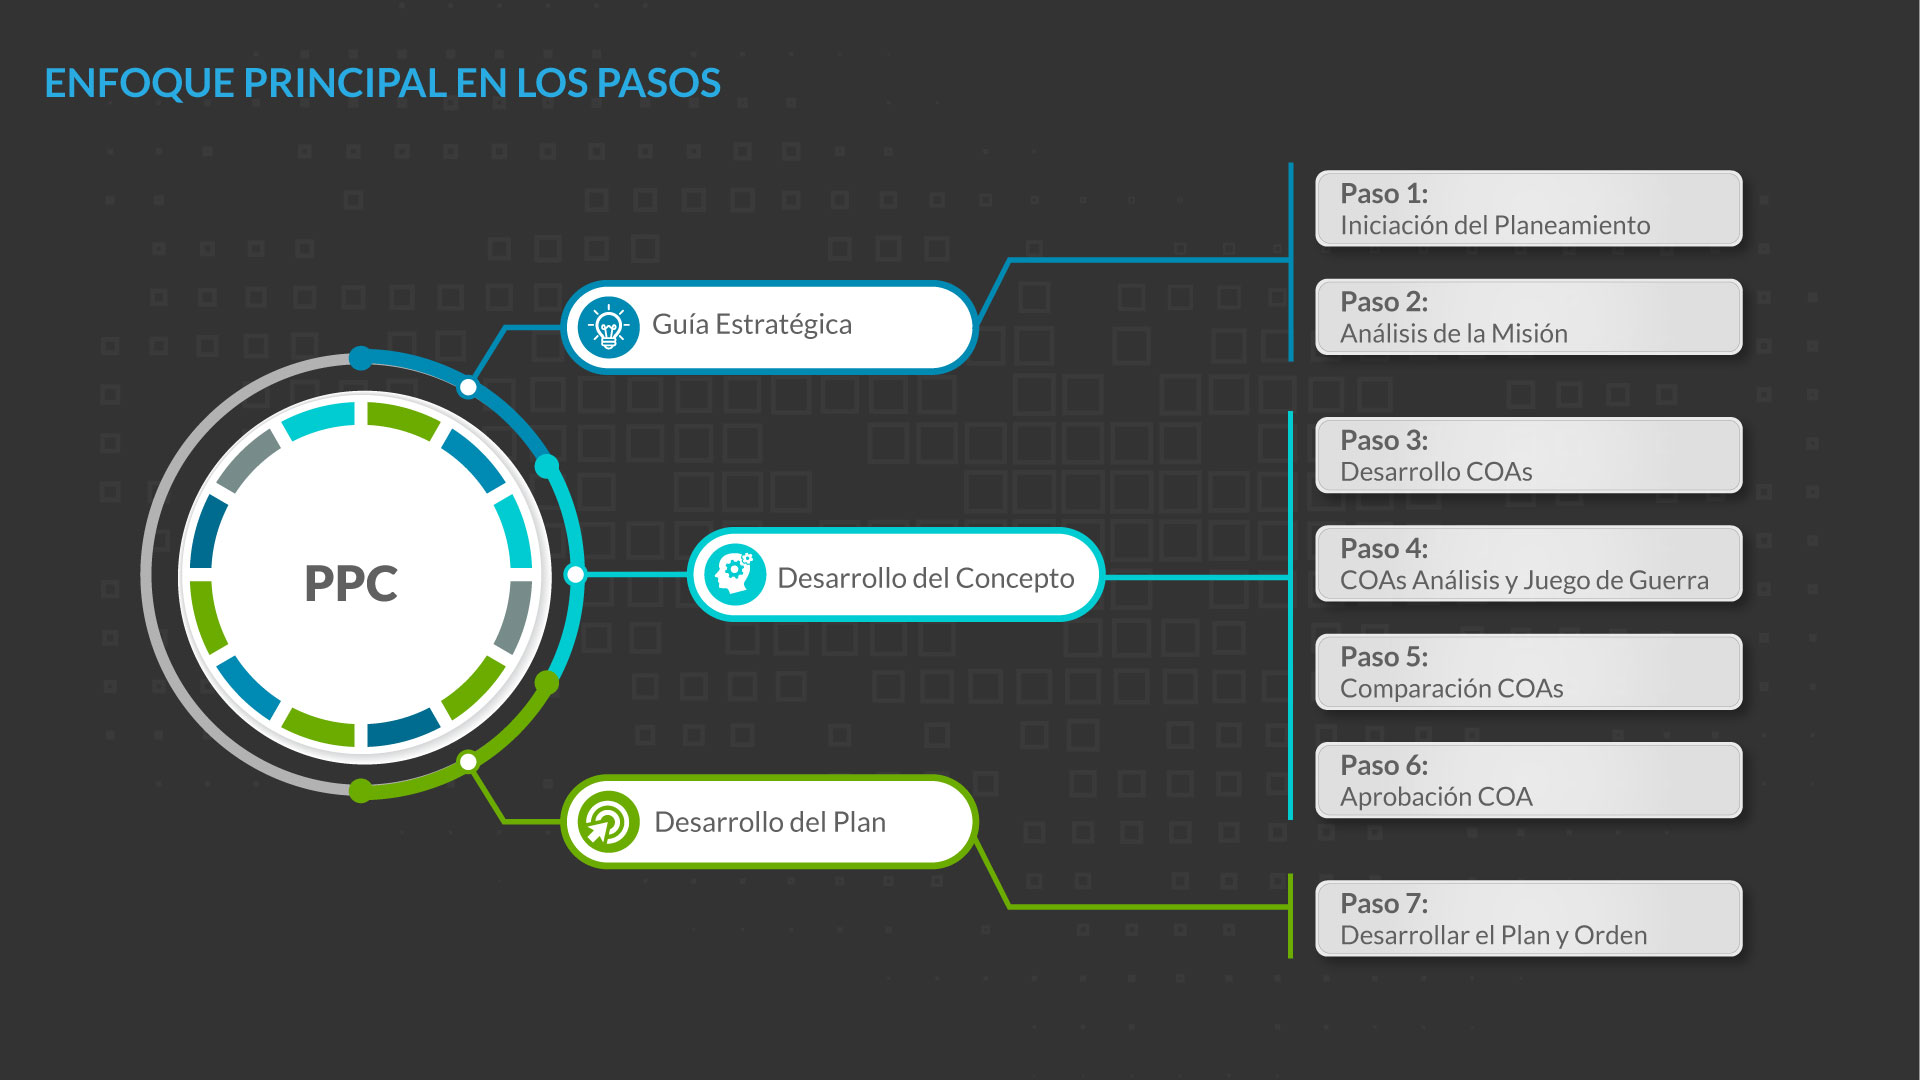 ENFOQUE PRINCIPAL EN LOS PASOS
PPC
Guía Estratégica
Desarrollo del Concepto
Desarrollo del Plan
Paso 1:
Iniciación del Planeamiento
Paso 2:
Análisis de la Misión
Paso 3:
Desarrollo COAs
Paso 4:
COAs Análisis y Juego de Guerra
Paso 5:
Comparación COAs
Paso 6:
Aprobación COA
Paso 7:
Desarrollar el Plan y Orden